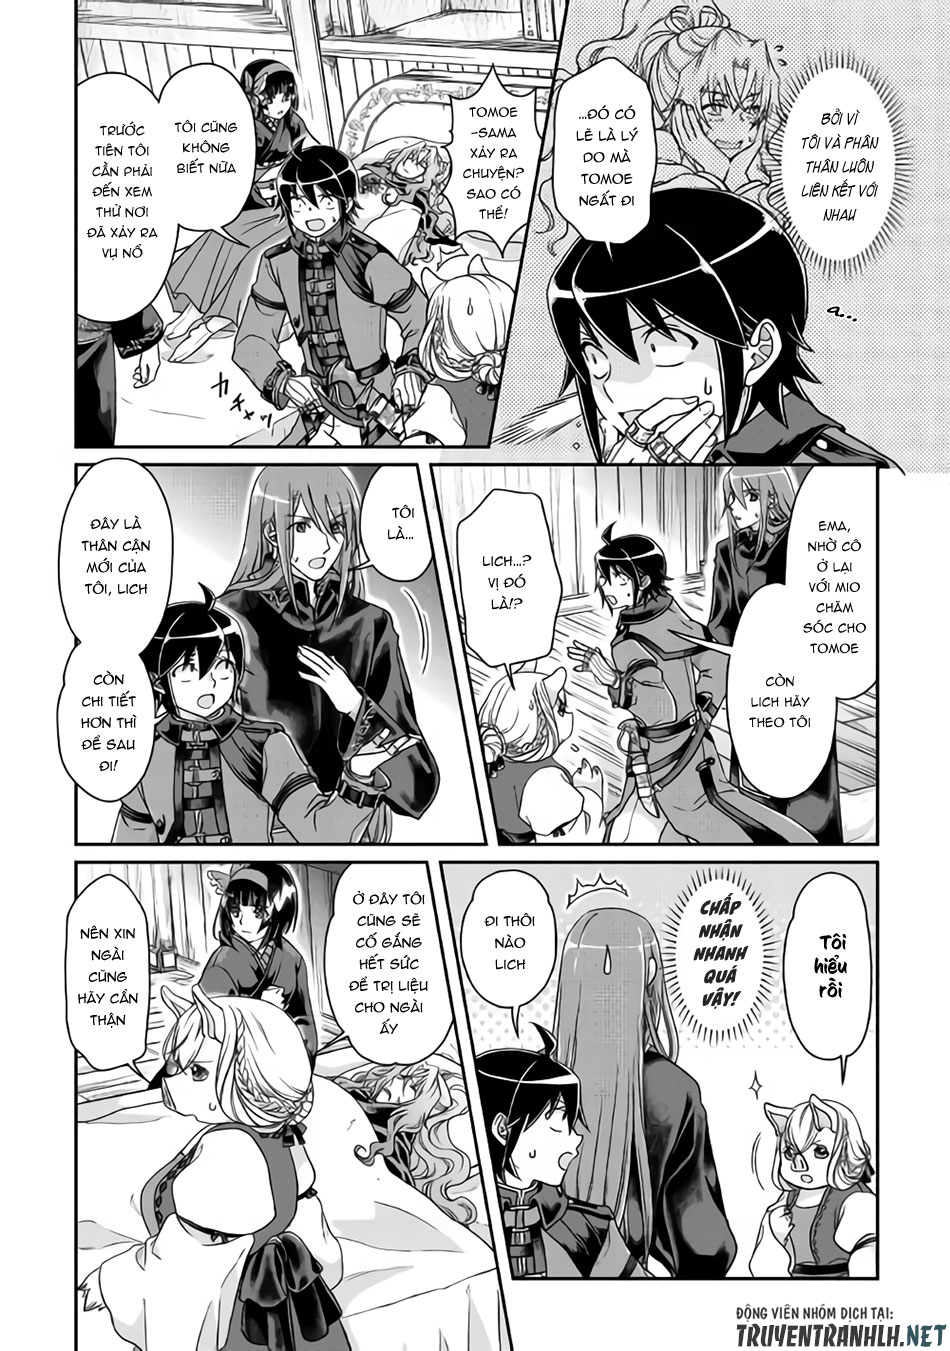 BỞI VÌ
TÔI VÀ PHÂN
THÂN LUÔN
LIÊN KẾT VỚI
NHAU
...ĐÓ CÓ
LẼ LÀ LÝ
DO MÀ
TOMOE
NGẤT ĐI
a...
TOMOE
-SAMA
XẢY RA
CHUYỆN?
SAO CÓ
THỂ!
TÔI CŨNG
KHÔNG
BIẾT NỮA
TRƯỚC
TIÊN TÔI
CẦN PHẢI
ĐẾN XEM
THỬ NƠI
ĐÃ XẢY RA
VỤ NỔ
カチャッ
EMA,
NHỜ CÔ
Ở LẠI
VỚI MIO
CHĂM
SÓC CHO
TOMOE
CÒN
LICH HÃY
THEO TÔI
LICH...?
VỊ ĐÓ
LÀ!?
TÔI
LÀ...
ĐÂY LÀ
THÂN CẬN
MỚI CỦA
TÔI, LICH
CÒN
CHI TIẾT
HƠN THÌ
ĐỂ SAU
ĐI!
Tôi
hiểu
rồi
CHẤP
NHẬN
NHANH
QUÁ
VẬY!
ĐI THÔI
NÀO
LICH
Ở ĐÂY TÔI
CŨNG SẼ
CỐ GẮNG
HẾT SỨC
ĐỂ TRỊ LIỆU
CHO NGÀI
ẤY
NÊN XIN
NGÀI
CŨNG
HÃY CẨN
THẬN
ĐỘNG VIÊN NHÓM DỊCH TẠI:
TRUYENTRANHLH.NET